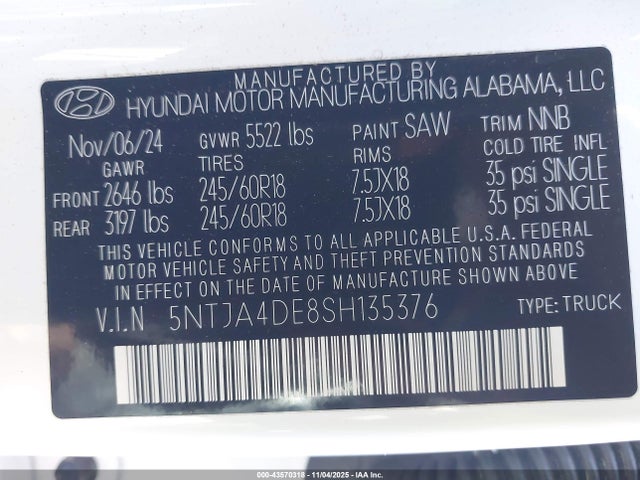 MANUFACTURED BY
HYUNDAI MOTOR MANUFACTURING ALABAMA, LLC
Nov/06/24 GVWR 5522 lbs PAINT SAW TRIM NNB
GAWR TIRES RIMS COLD TIRE INFL
FRONT 2646 lbs 245/60R18 7.5JX18 35 psi SINGLE
REAR 3197 lbs 245/60R18 7.5JX18 35 psi SINGLE
THIS VEHICLE CONFORMS TO ALL APPLICABLE U.S.A. FEDERAL
MOTOR VEHICLE SAFETY AND THEFT PREVENTION STANDARDS
IN EFFECT ON THE DATE OF MANUFACTURE SHOWN ABOVE.
V.I.N 5NTJA4DE8SH135376 TYPE:TRUCK
000-43570318 - 11/04/2025 - IAA Inc.